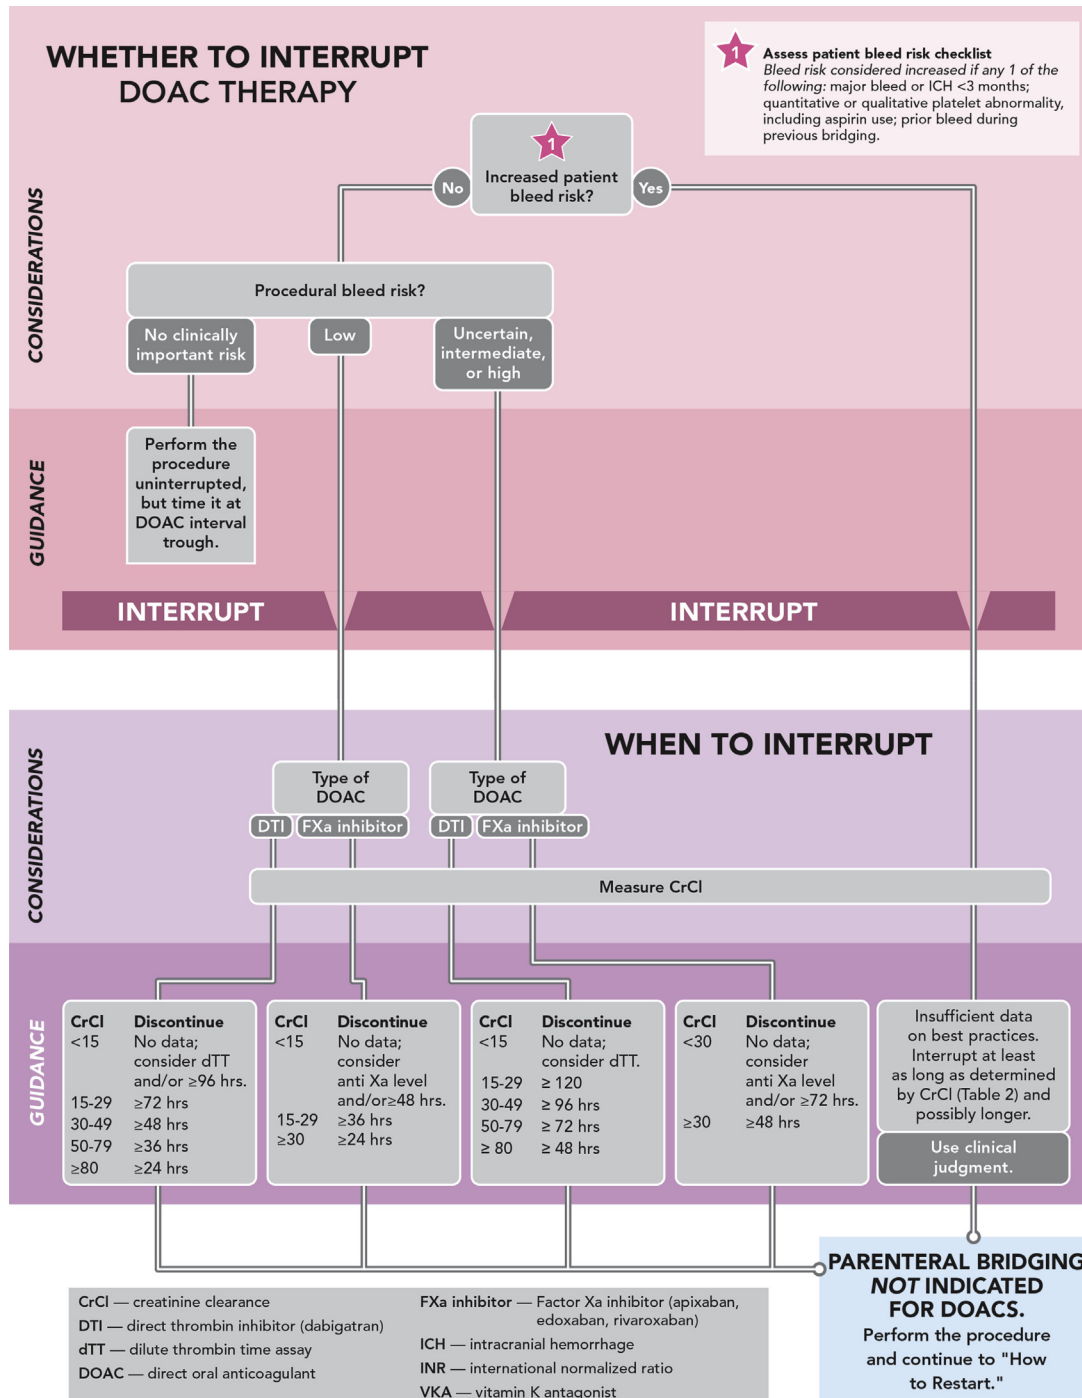 WHETHER TO INTERRUPT
DOAC THERAPY
1
Assess patient bleed risk checklist
Bleed risk considered increased if any 1 of the
following: major bleed or ICH <3 months;
quantitative or qualitative platelet abnormality,
including aspirin use; prior bleed during
previous bridging.
CONSIDERATIONS
1
Increased patient
bleed risk?
No
Yes
Procedural bleed risk?
No clinically
important risk
Low
Uncertain,
intermediate,
or high
GUIDANCE
Perform the
procedure
uninterrupted,
but time it at
DOAC interval
trough.
INTERRUPT
INTERRUPT
WHEN TO INTERRUPT
CONSIDERATIONS
Type of
DOAC
DTI
FXa inhibitor
Type of
DOAC
DTI
FXa inhibitor
Measure CrCl
GUIDANCE
CrCl Discontinue
<15 No data;
consider dTT
and/or ≥96 hrs.
15-29 ≥72 hrs
30-49 ≥48 hrs
50-79 ≥36 hrs
≥80 ≥24 hrs
CrCl Discontinue
<15 No data;
consider
anti Xa level
and/or≥48 hrs.
15-29 ≥36 hrs
≥30 ≥24 hrs
CrCl Discontinue
<15 No data;
consider dTT.
15-29 ≥ 120
30-49 ≥ 96 hrs
50-79 ≥ 72 hrs
≥ 80 ≥ 48 hrs
CrCl Discontinue
<30 No data;
consider
anti Xa level
and/or ≥72 hrs.
≥30 ≥48 hrs
Insufficient data
on best practices.
Interrupt at least
as long as determined
by CrCl (Table 2) and
possibly longer.
Use clinical
judgment.
PARENTERAL BRIDGING
NOT INDICATED
FOR DOACS.
Perform the procedure
and continue to "How
to Restart."
CrCl — creatinine clearance
DTI — direct thrombin inhibitor (dabigatran)
dTT — dilute thrombin time assay
DOAC — direct oral anticoagulant
FXa inhibitor — Factor Xa inhibitor (apixaban,
edoxaban, rivaroxaban)
ICH — intracranial hemorrhage
INR — international normalized ratio
VKA — vitamin K antagonist